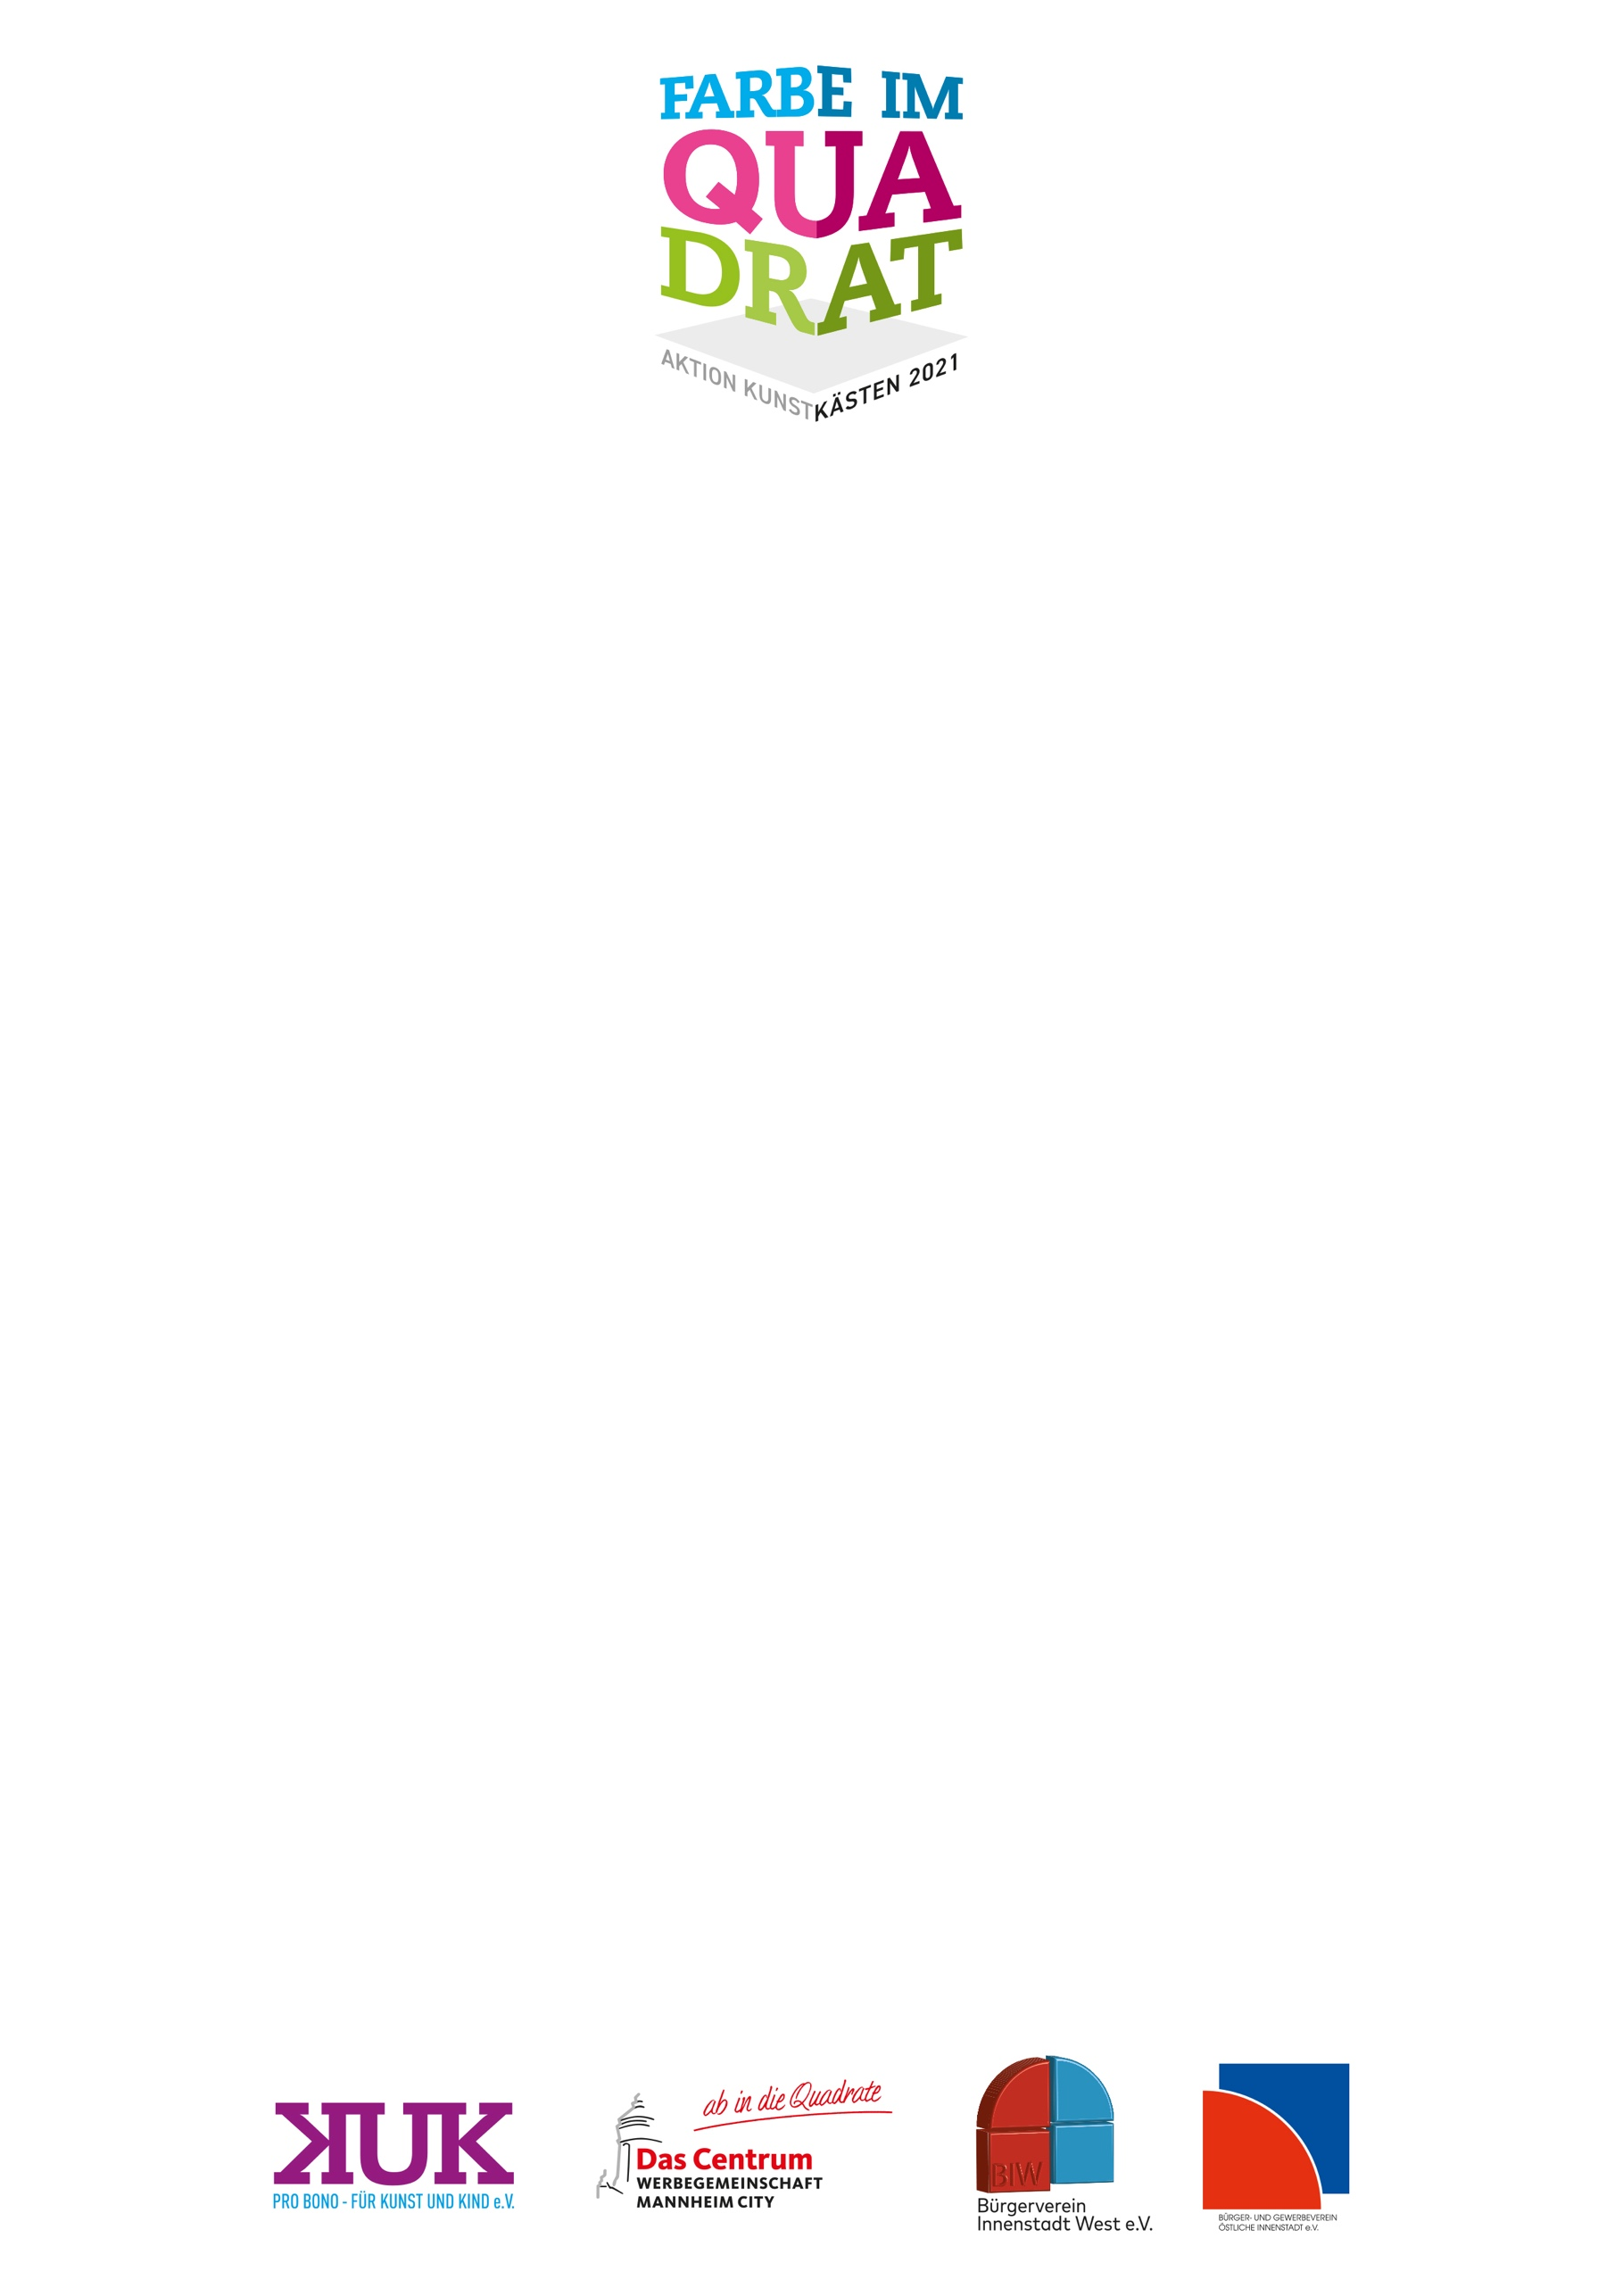 FARBE IM
QUA
DRAT
AKTION KUNSTKÄSTEN 2021
KUK
PRO BONO - FÜR KUNST UND KIND e.V.
ab in die Quadrate
Das Centrum
WERBEGEMEINSCHAFT
MANNHEIM CITY
BIW
Bürgerverein
Innenstadt West e.V.
BÜRGER- UND GEWERBEVEREIN
ÖSTLICHE INNENSTADT e.V.